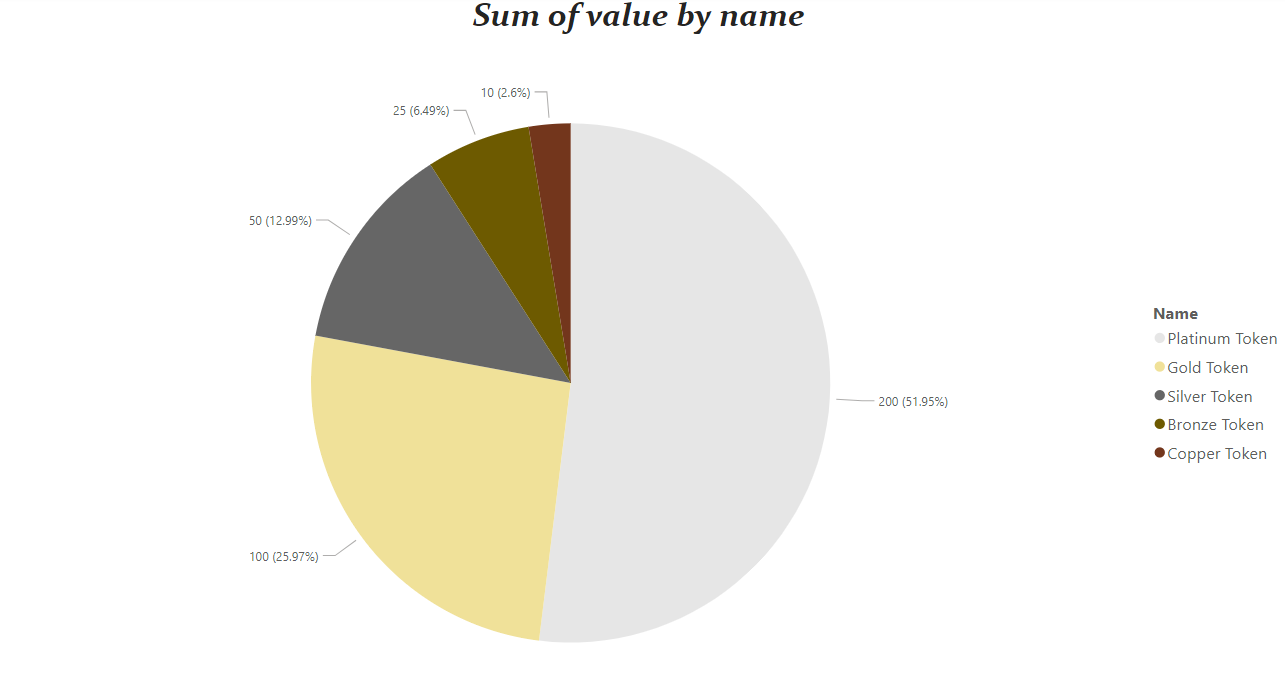 Sum of value by name
10 (2.6%)
25 (6.49%)
50 (12.99%)
200 (51.95%)
100 (25.97%)
Name
Platinum Token
Gold Token
Silver Token
Bronze Token
Copper Token